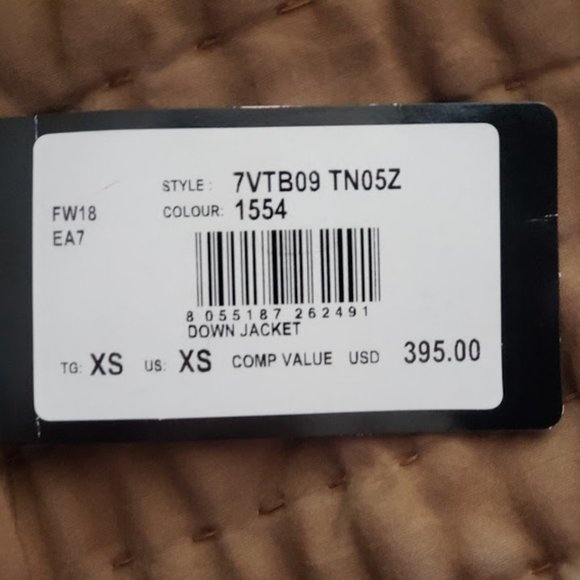 STYLE: 7VTB09 TN05Z
FW18 COLOUR: 1554
EA7
8 055187 262491
DOWN JACKET
TG: XS US: XS COMP VALUE USD 395.00